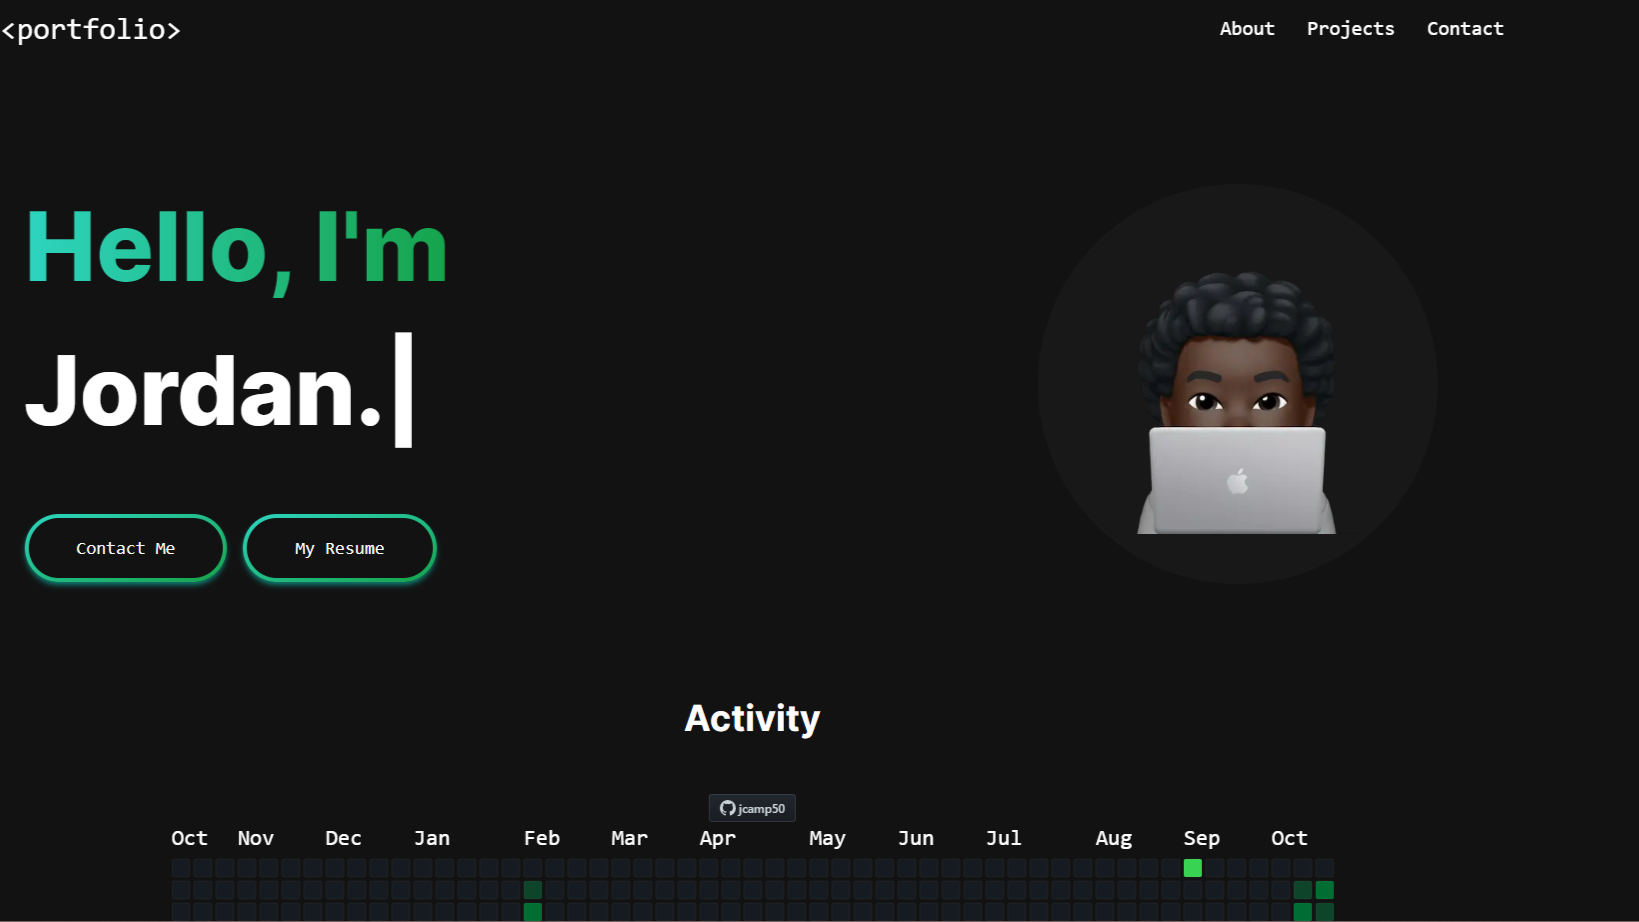 <portfolio>
About Projects Contact
Hello, I'm
Jordan.|
Contact Me
My Resume
Activity
jcamp50
Oct Nov Dec Jan Feb Mar Apr May Jun Jul Aug Sep Oct